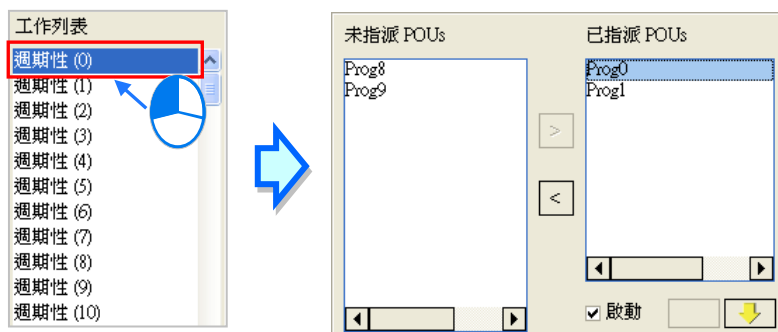 工作列表
週期性 (0)
週期性 (1)
週期性 (2)
週期性 (3)
週期性 (4)
週期性 (5)
週期性 (6)
週期性 (7)
週期性 (8)
週期性 (9)
週期性 (10)
未指派 POUs
Prog8
Prog9
>
<
已指派 POUs
Prog0
Prog1
啟動